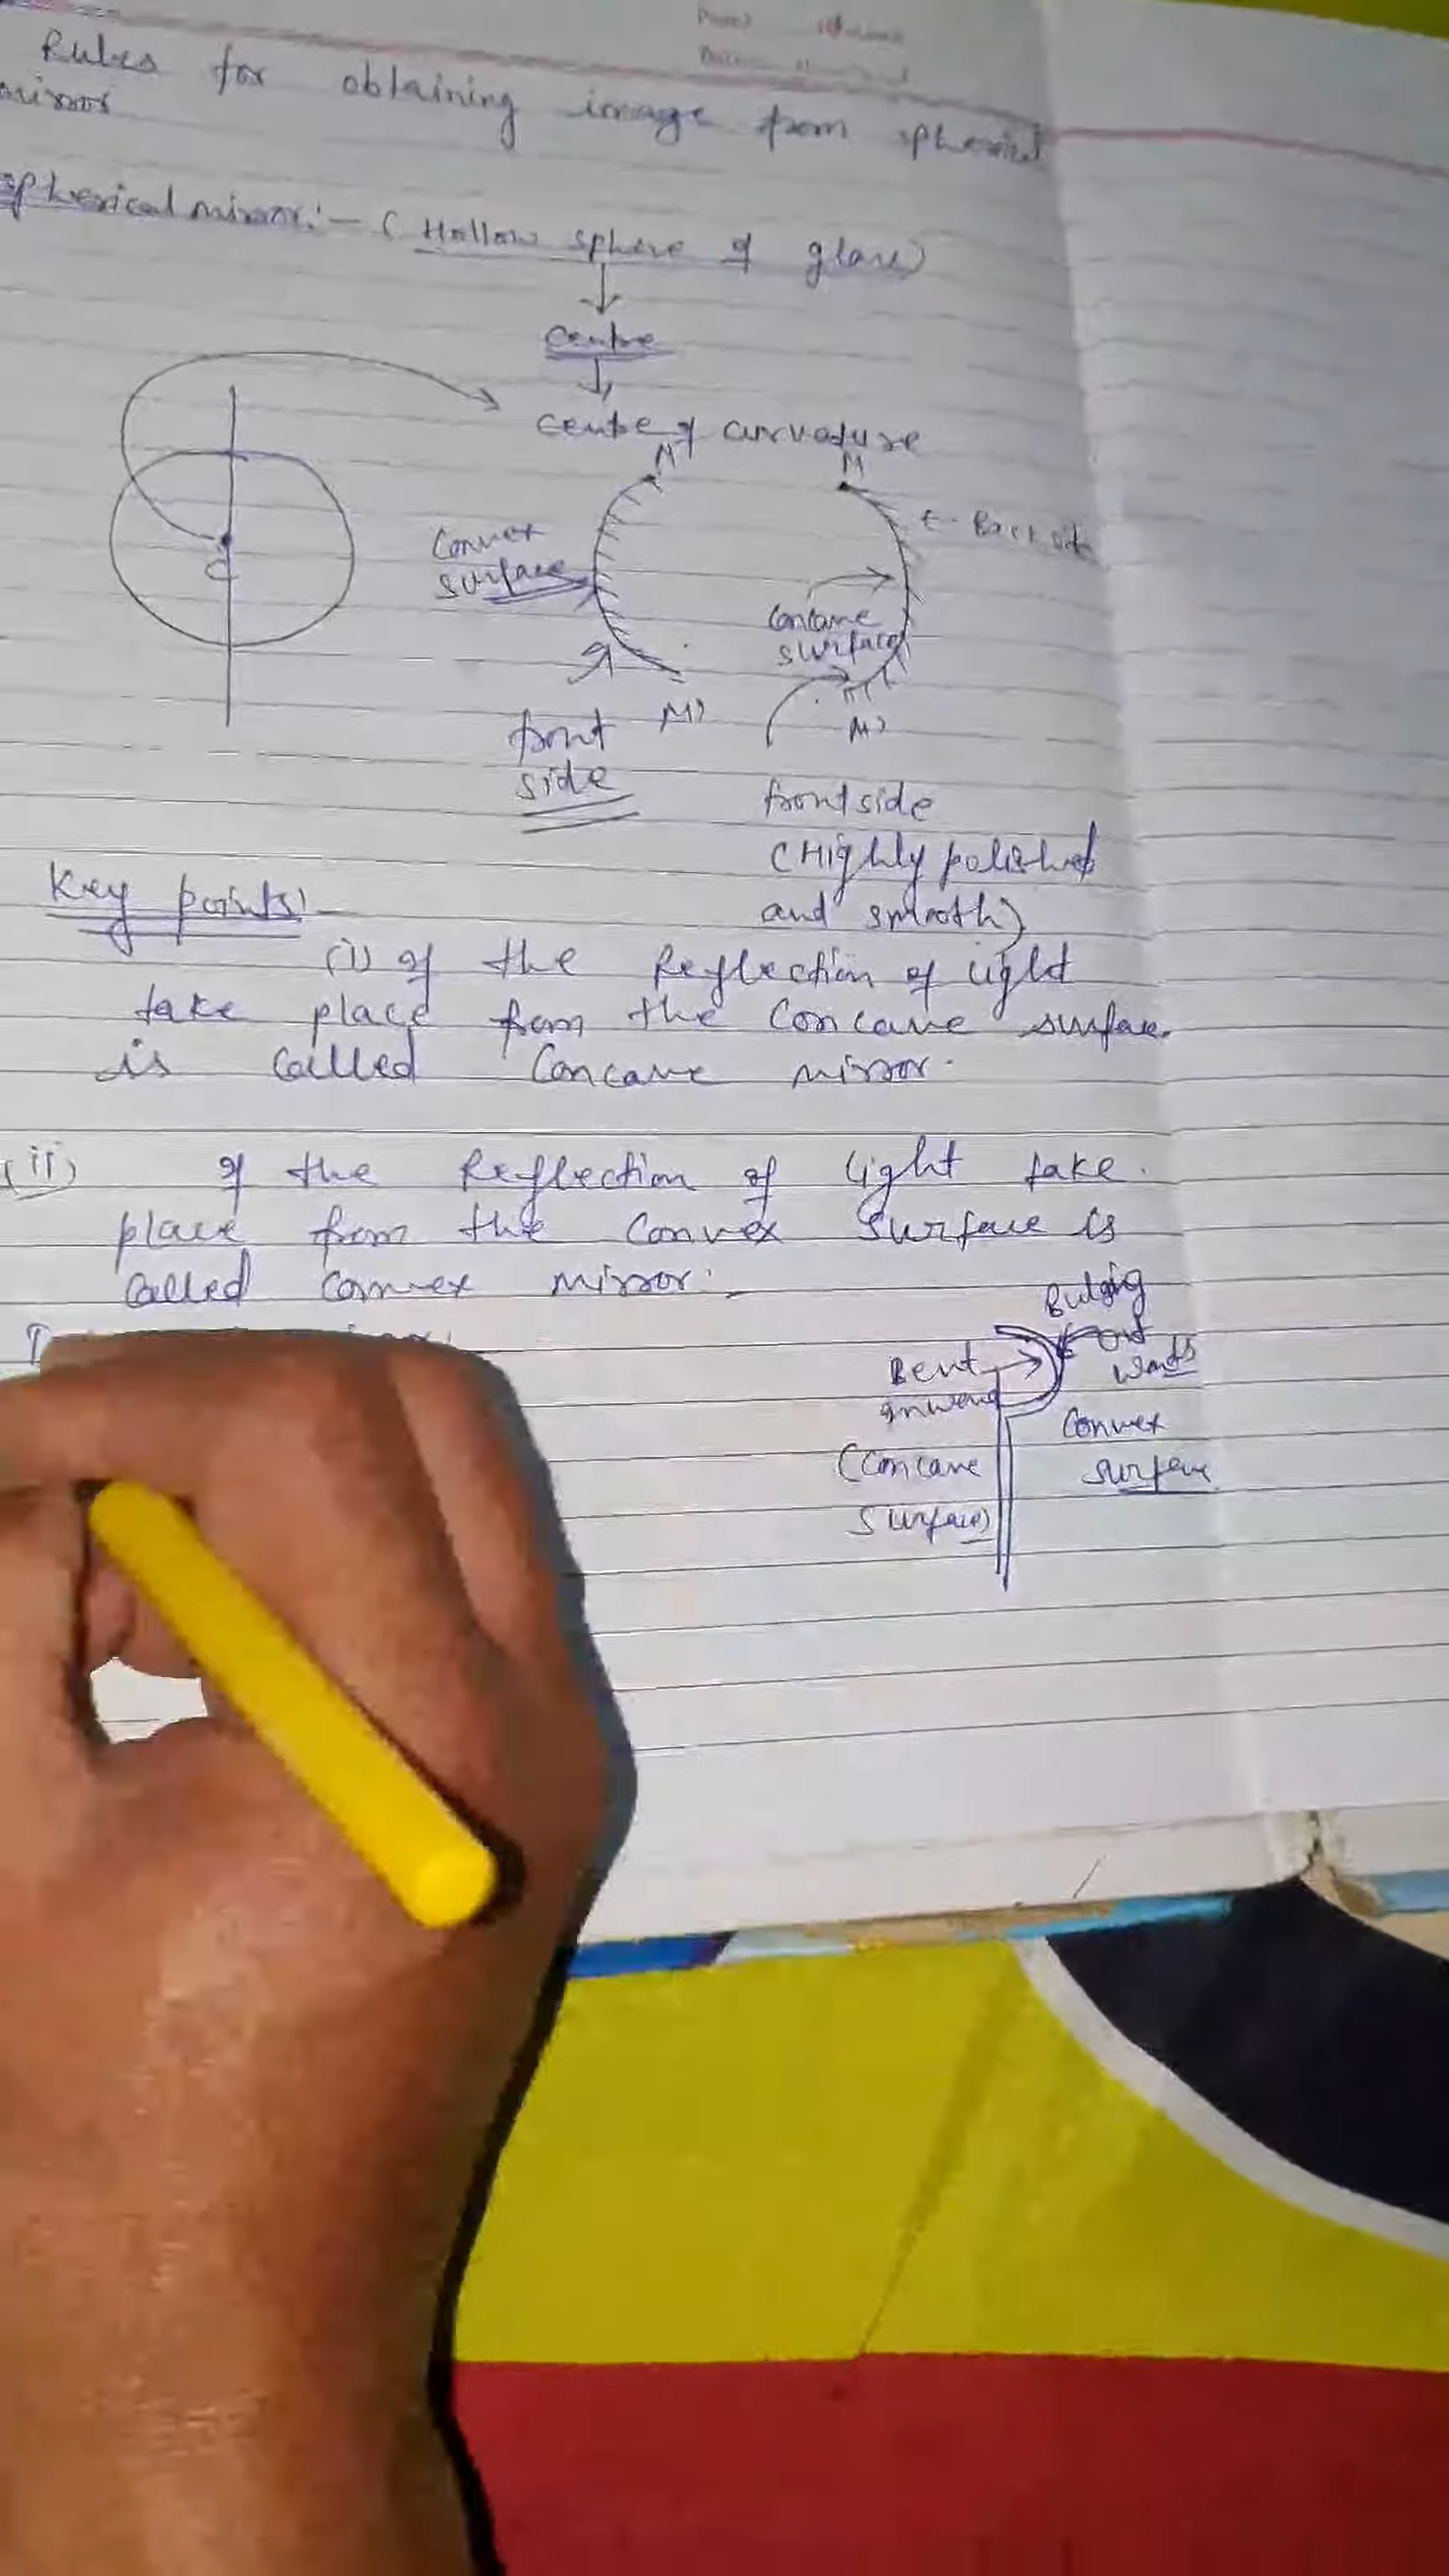 Rules for obtaining image from spherical
mirror
spherical mirror:- (Hollow sphere of glass)
Centre
Centre of curvature
M
M
← Back side
Convex
surface
C
Concave
surface
M'
M'
front
side
front side
(Highly polished
and smooth)
Key points:-
(i) If the Reflection of light
take place from the Concave surface
is called Concave mirror.
(ii) If the Reflection of light take
place from the Convex surface is
called convex mirror:-
Bulging
out
wards
Bent
inward
Convex
surface
(Concave
surface)